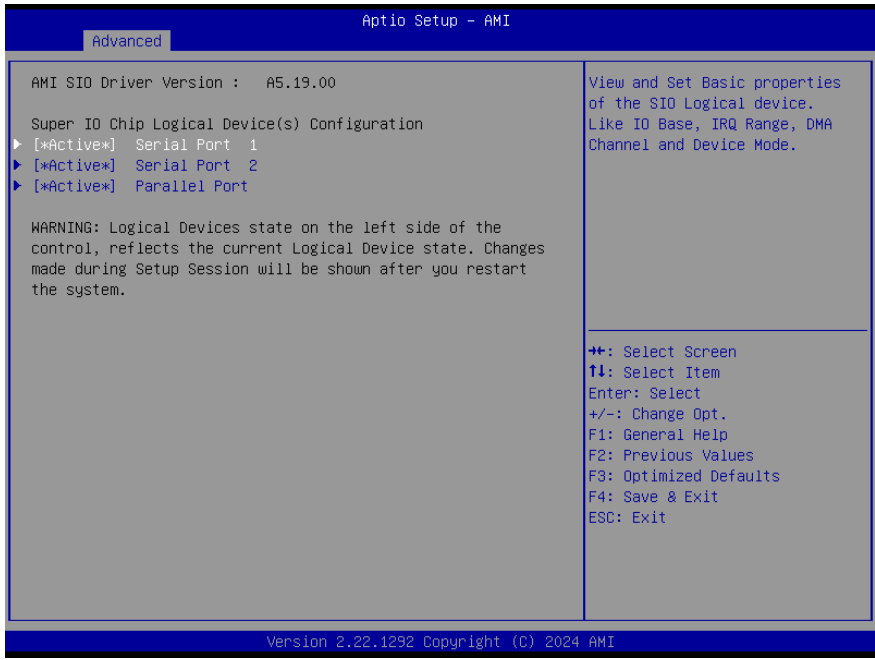 Aptio Setup – AMI
Advanced
AMI SIO Driver Version :   A5.19.00
Super IO Chip Logical Device(s) Configuration
[*Active*]  Serial Port  1
[*Active*]  Serial Port  2
[*Active*]  Parallel Port
WARNING: Logical Devices state on the left side of the
control, reflects the current Logical Device state. Changes
made during Setup Session will be shown after you restart
the system.
View and Set Basic properties
of the SIO Logical device.
Like IO Base, IRQ Range, DMA
Channel and Device Mode.
→←: Select Screen
↑↓: Select Item
Enter: Select
+/-: Change Opt.
F1: General Help
F2: Previous Values
F3: Optimized Defaults
F4: Save & Exit
ESC: Exit
Version 2.22.1292 Copyright (C) 2024 AMI